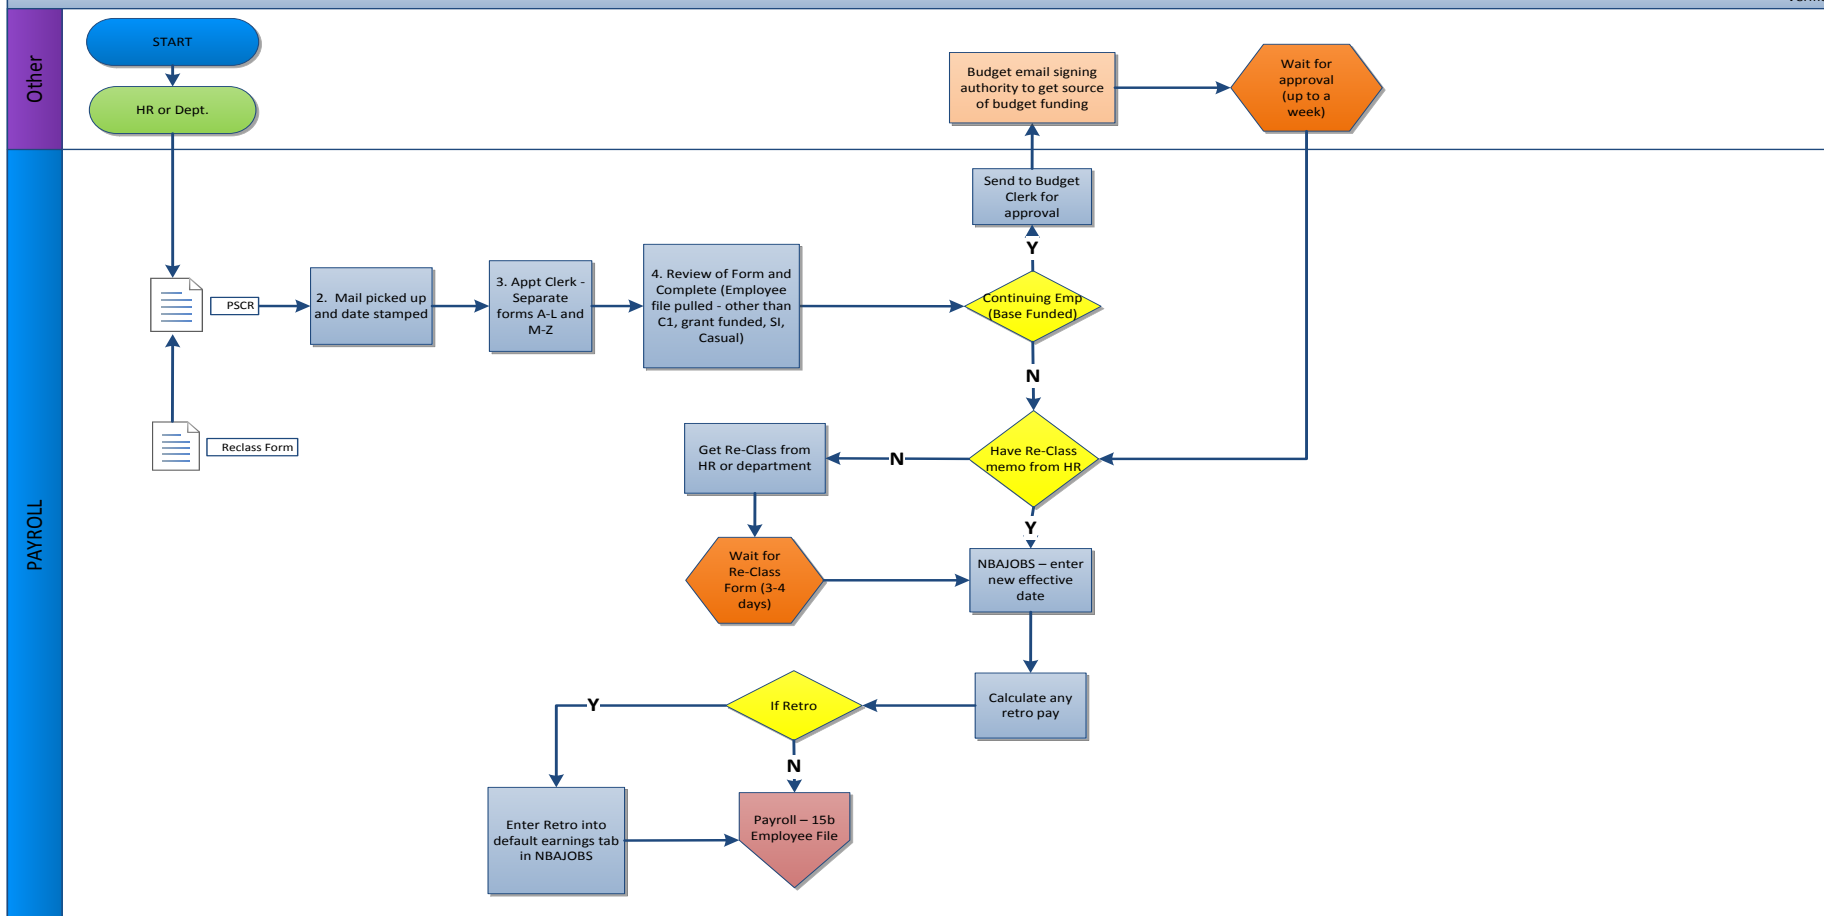 Other
START
HR or Dept.
Budget email signing
authority to get source
of budget funding
Wait for
approval
(up to a
week)
PAYROLL
Send to Budget
Clerk for
approval
Y
PSCR
2.  Mail picked up
and date stamped
3. Appt Clerk -
Separate
forms A-L and
M-Z
4. Review of Form and
Complete (Employee
file pulled - other than
C1, grant funded, SI,
Casual)
Continuing Emp
(Base Funded)
N
Reclass Form
Get Re-Class from
HR or department
N
Have Re-Class
memo from HR
Y
Wait for
Re-Class
Form (3-4
days)
NBAJOBS – enter
new effective
date
Calculate any
retro pay
If Retro
Y
N
Enter Retro into
default earnings tab
in NBAJOBS
Payroll – 15b
Employee File